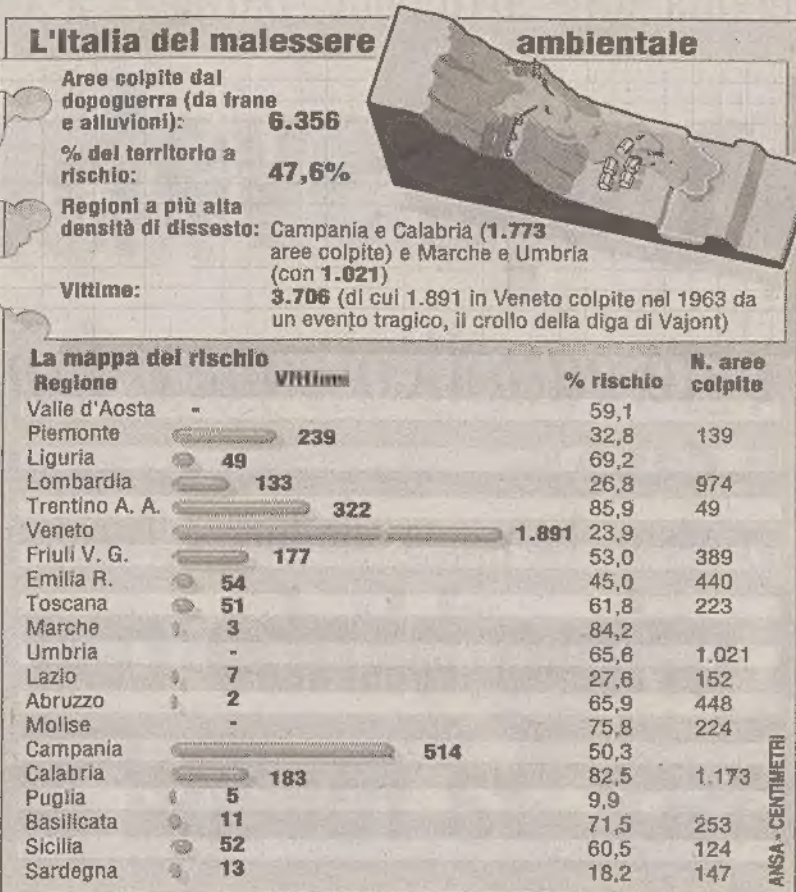 L'Italia del malessere ambientale
Aree colpite dal
dopoguerra (da frane
e alluvioni): 6.356
% del territorio a
rischio: 47,6%
Regioni a più alta
densità di dissesto: Campania e Calabria (1.773
aree colpite) e Marche e Umbria
(con 1.021)
Vittime: 3.706 (di cui 1.891 in Veneto colpite nel 1963 da
un evento tragico, il crollo della diga di Vajont)
La mappa del rischio
Regione Vittime % rischio N. aree colpite
Valle d'Aosta - 59,1
Piemonte 239 32,8 139
Liguria 49 69,2
Lombardia 133 26,8 974
Trentino A. A. 322 85,9 49
Veneto 1.891 23,9
Friuli V. G. 177 53,0 389
Emilia R. 54 45,0 440
Toscana 51 61,8 223
Marche 3 84,2
Umbria - 65,6 1.021
Lazio 7 27,6 152
Abruzzo 2 65,9 448
Molise - 75,8 224
Campania 514 50,3
Calabria 183 82,5 1.173
Puglia 5 9,9
Basilicata 11 71,5 253
Sicilia 52 60,5 124
Sardegna 13 18,2 147
ANSA - CENTIMETRI